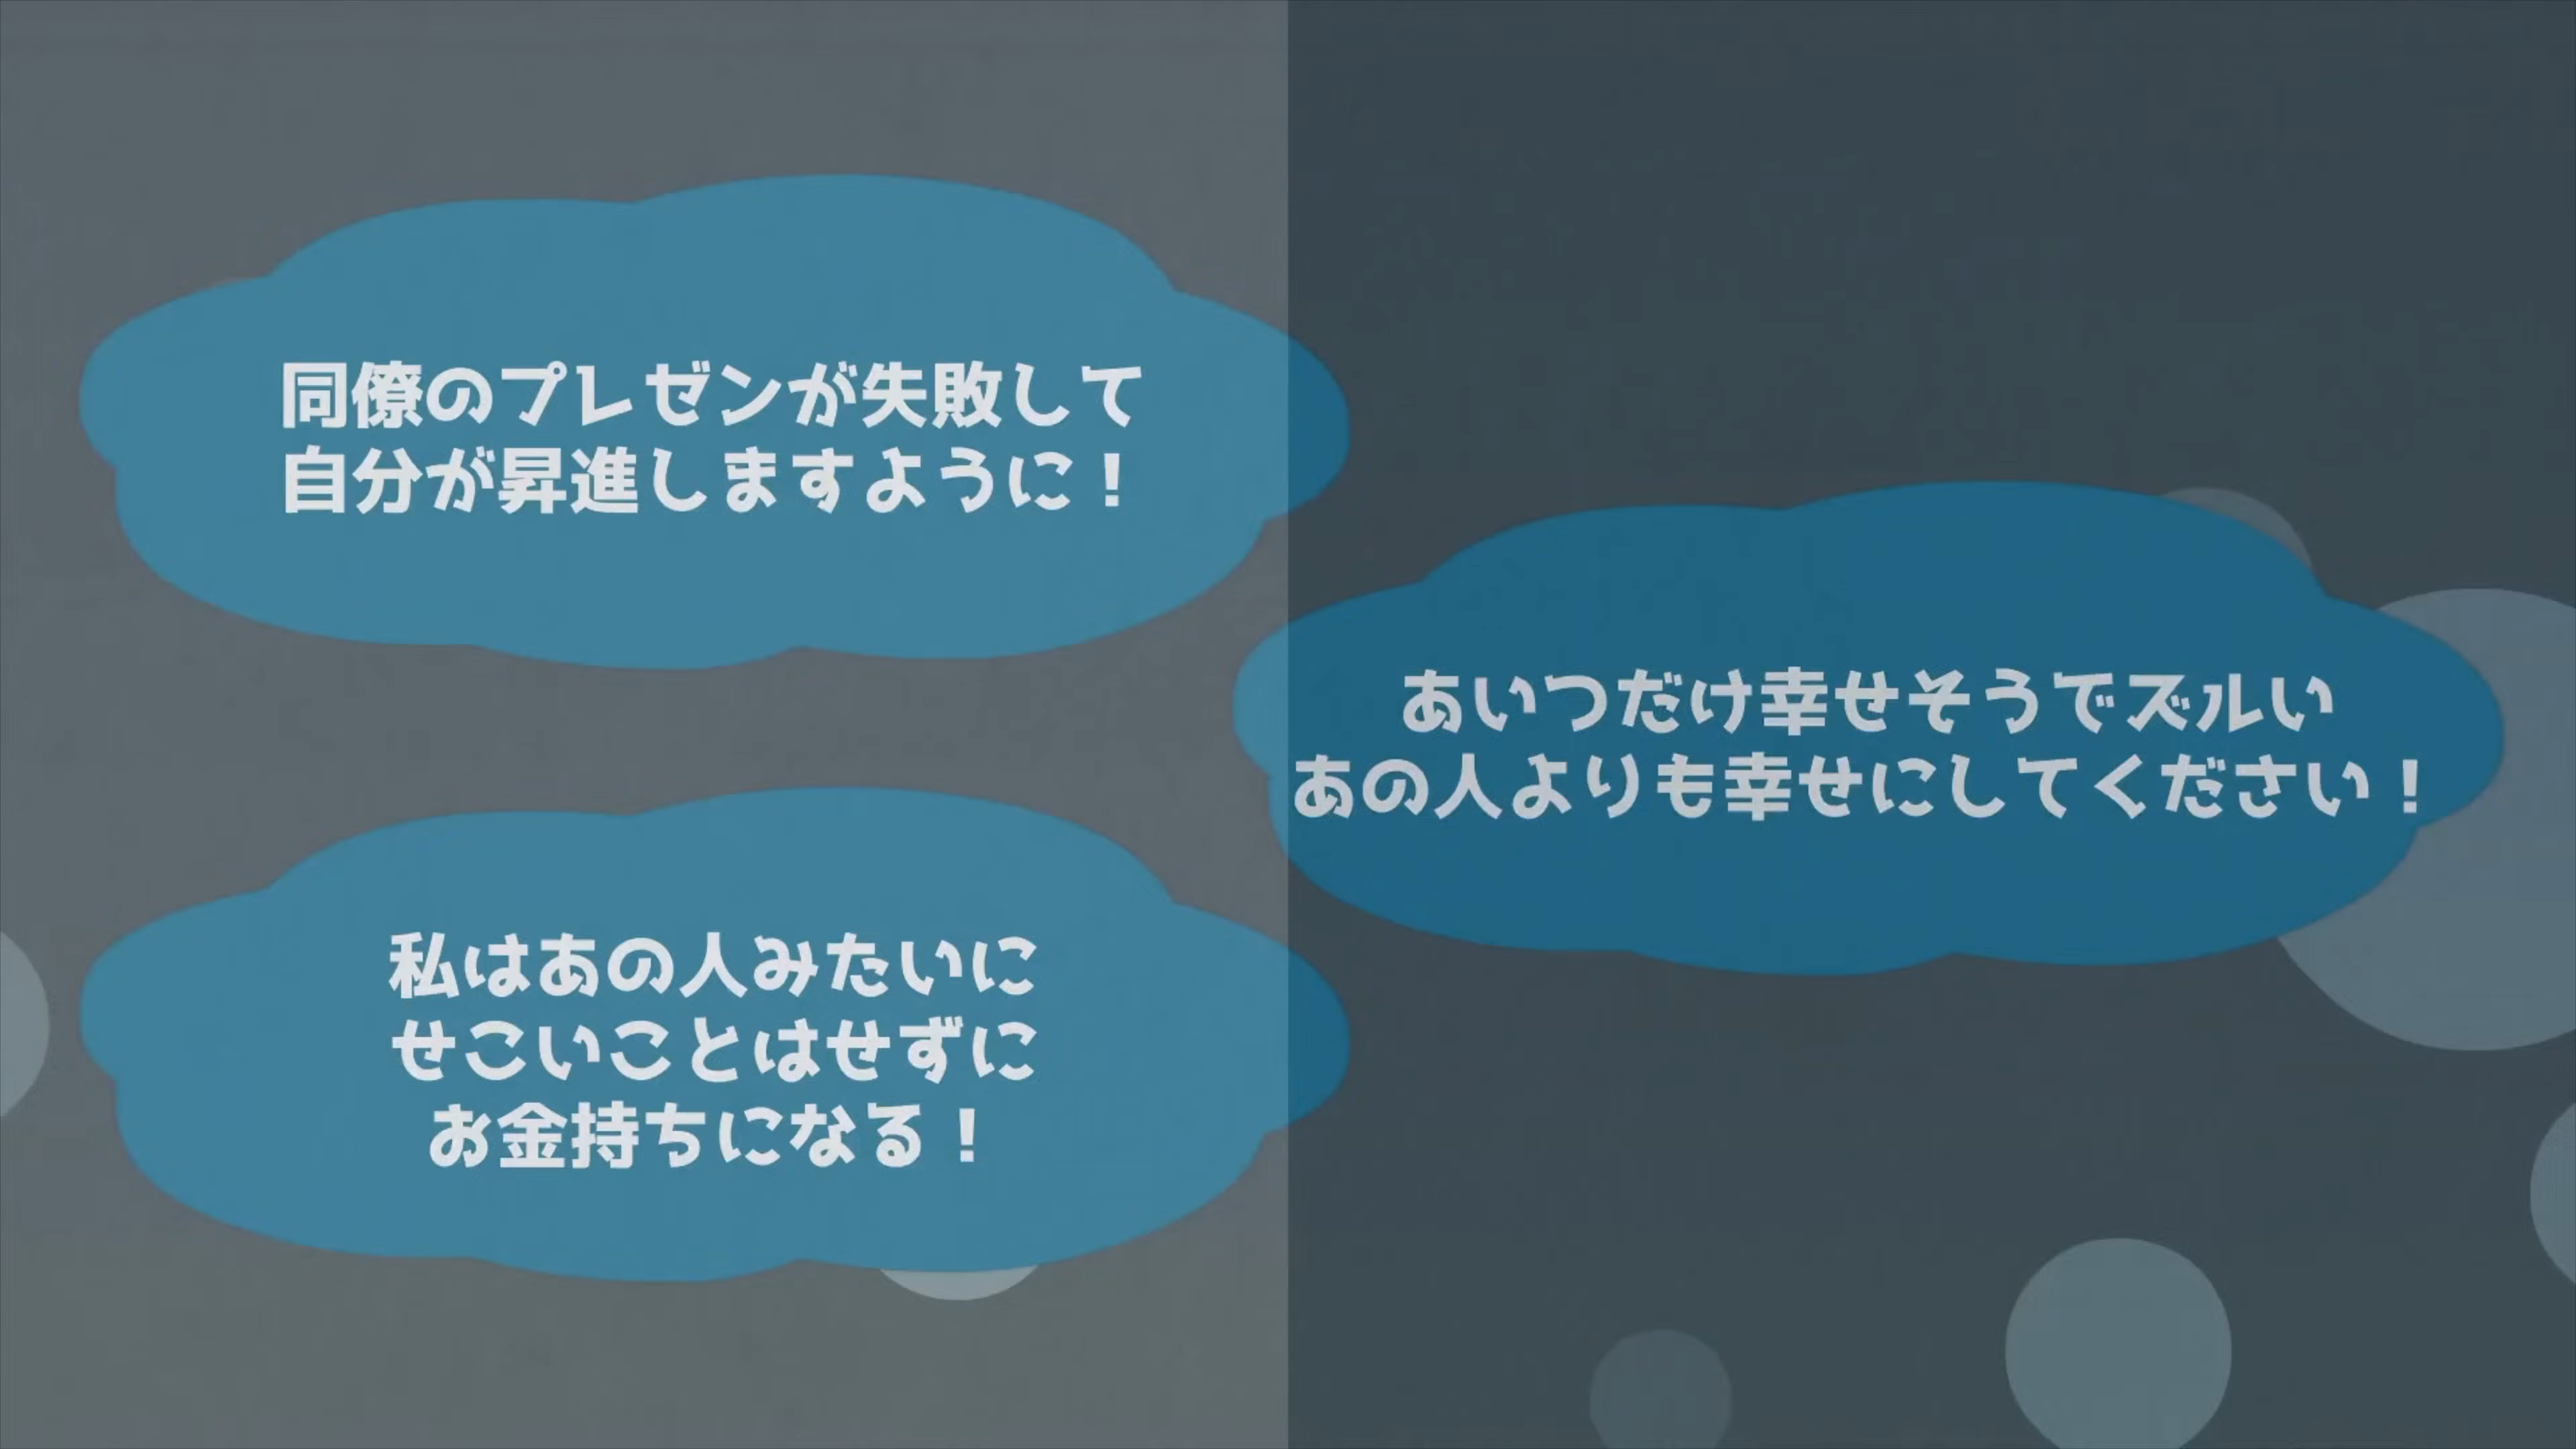 同僚のプレゼンが失敗して
自分が昇進しますように！
あいつだけ幸せそうでズルい
あの人よりも幸せにしてください！
私はあの人みたいに
せこいことはせずに
お金持ちになる！